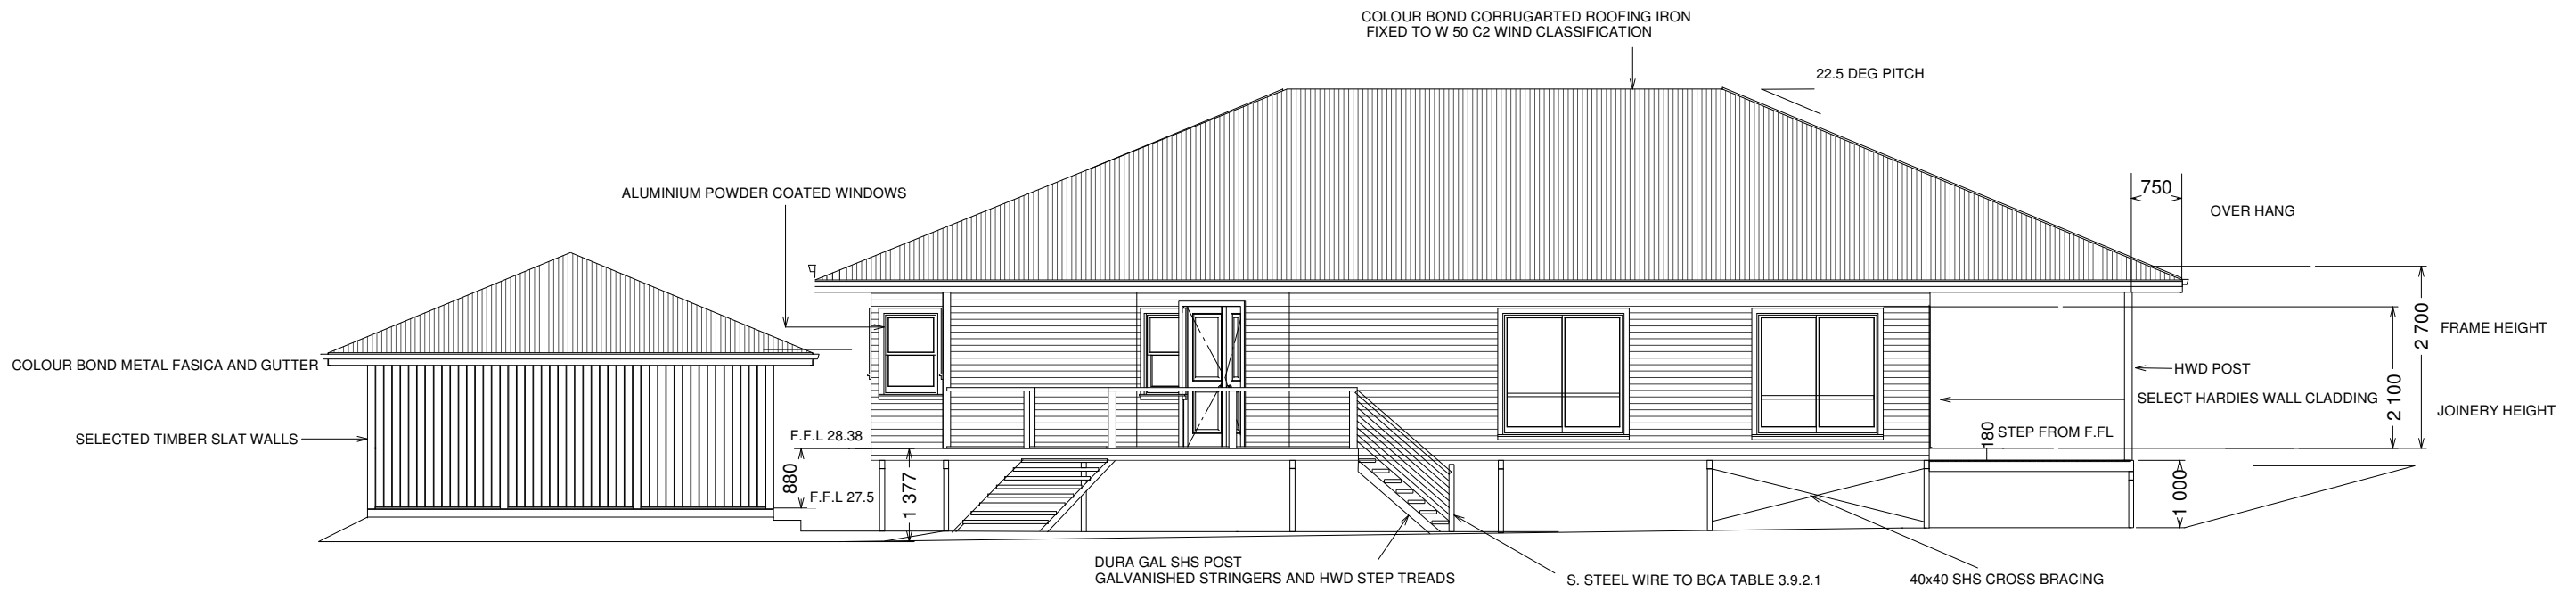 COLOUR BOND CORRUGARTED ROOFING IRON
FIXED TO W 50 C2 WIND CLASSIFICATION
22.5 DEG PITCH
ALUMINIUM POWDER COATED WINDOWS
750
OVER HANG
2 700
FRAME HEIGHT
COLOUR BOND METAL FASICA AND GUTTER
HWD POST
2 100
SELECT HARDIES WALL CLADDING
JOINERY HEIGHT
SELECTED TIMBER SLAT WALLS
F.F.L 28.38
180
STEP FROM F.FL
880
F.F.L 27.5
1 377
1 000
DURA GAL SHS POST
GALVANISHED STRINGERS AND HWD STEP TREADS
S. STEEL WIRE TO BCA TABLE 3.9.2.1
40x40 SHS CROSS BRACING